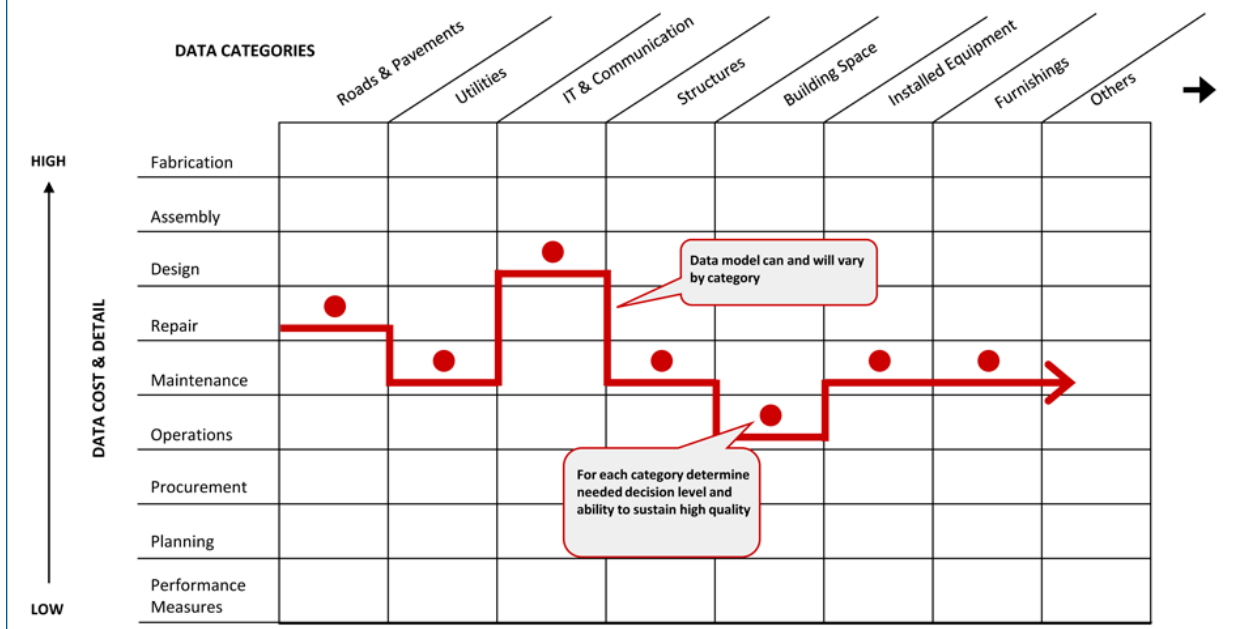 DATA CATEGORIES
Roads & Pavements
Utilities
IT & Communication
Structures
Building Space
Installed Equipment
Furnishings
Others
HIGH
DATA COST & DETAIL
LOW
Fabrication
Assembly
Design
Repair
Maintenance
Operations
Procurement
Planning
Performance
Measures
Data model can and will vary
by category
For each category determine
needed decision level and
ability to sustain high quality